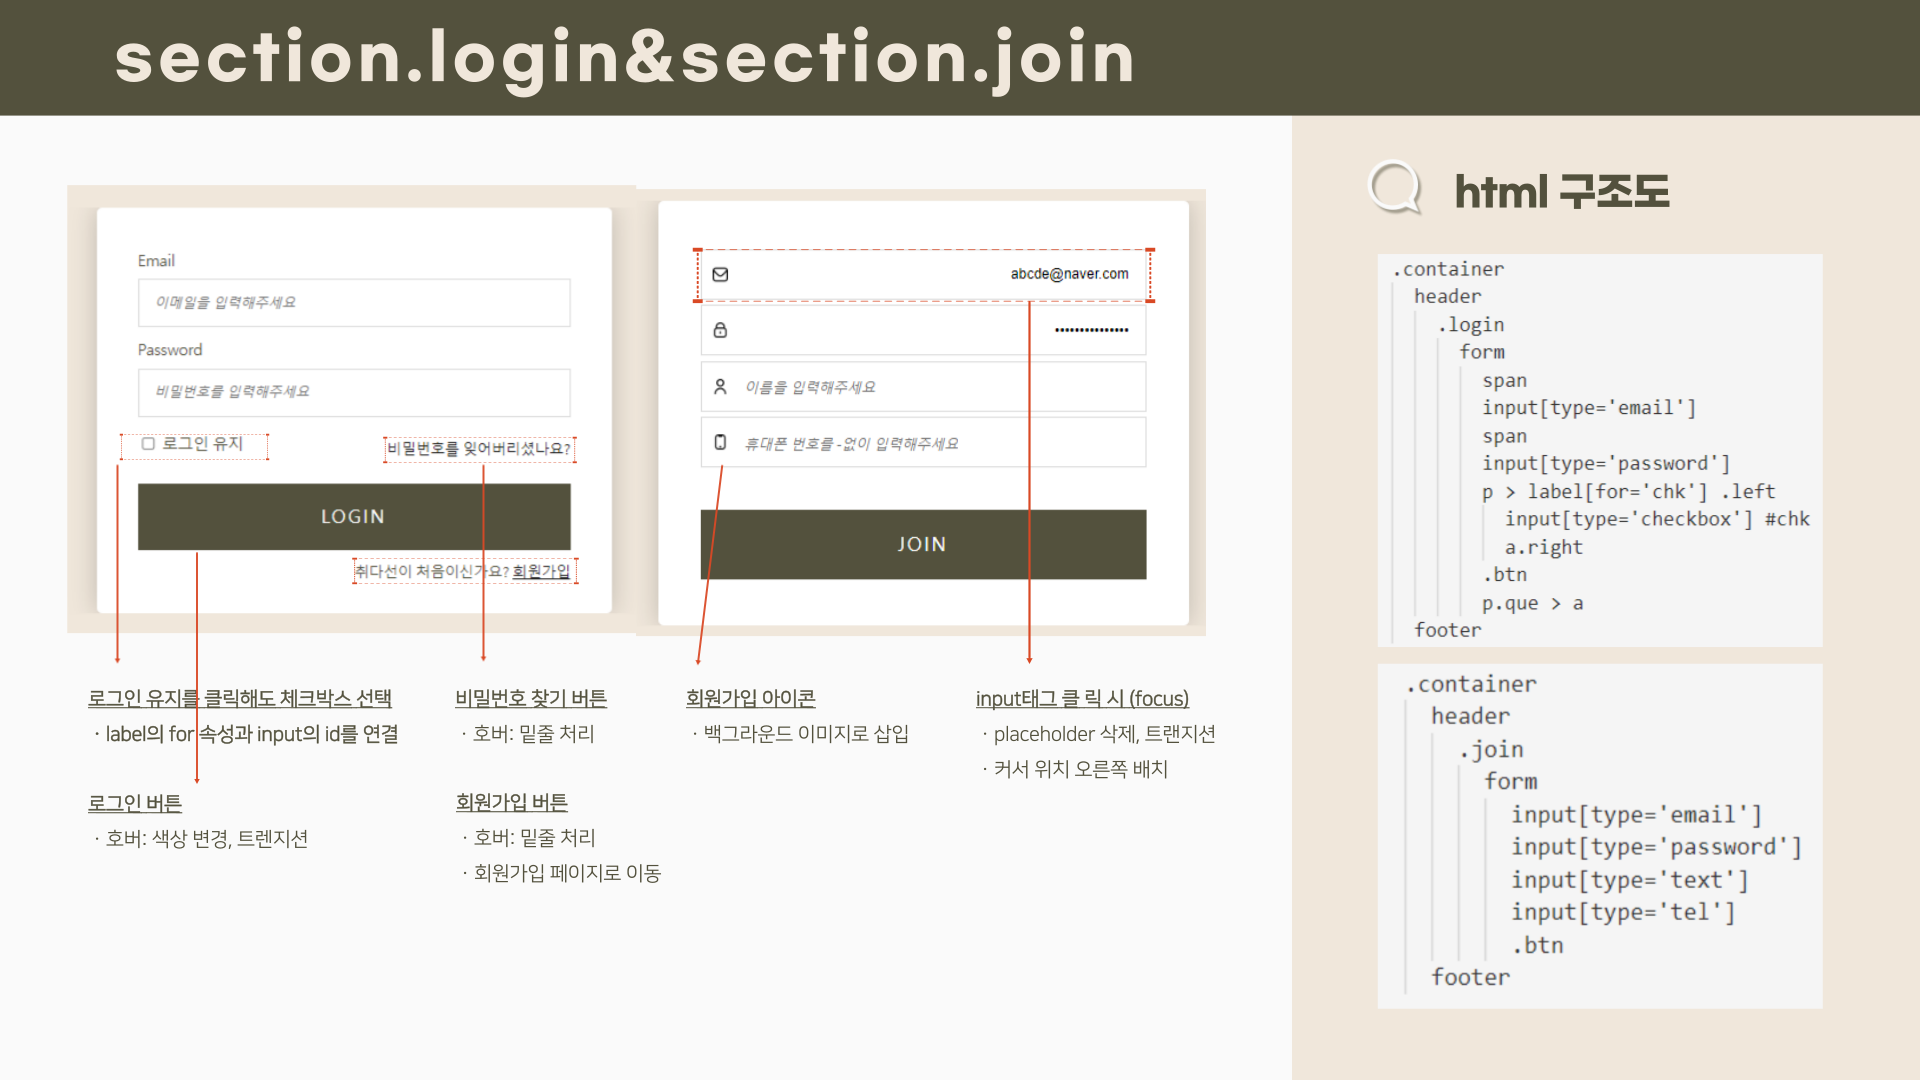 section.login&section.join
Email
이메일을 입력해주세요
Password
비밀번호를 입력해주세요
로그인 유지
비밀번호를 잊어버리셨나요?
LOGIN
취다선이 처음이신가요? 회원가입
abcde@naver.com
•••••••••••••••
이름을 입력해주세요
휴대폰 번호를 -없이 입력해주세요
JOIN
로그인 유지를 클릭해도 체크박스 선택
· label의 for 속성과 input의 id를 연결
로그인 버튼
· 호버: 색상 변경, 트렌지션
비밀번호 찾기 버튼
· 호버: 밑줄 처리
회원가입 버튼
· 호버: 밑줄 처리
· 회원가입 페이지로 이동
회원가입 아이콘
· 백그라운드 이미지로 삽입
input태그 클 릭 시 (focus)
· placeholder 삭제, 트랜지션
· 커서 위치 오른쪽 배치
html 구조도
.container
header
.login
form
span
input[type='email']
span
input[type='password']
p > label[for='chk'] .left
input[type='checkbox'] #chk
a.right
.btn
p.que > a
footer
.container
header
.join
form
input[type='email']
input[type='password']
input[type='text']
input[type='tel']
.btn
footer